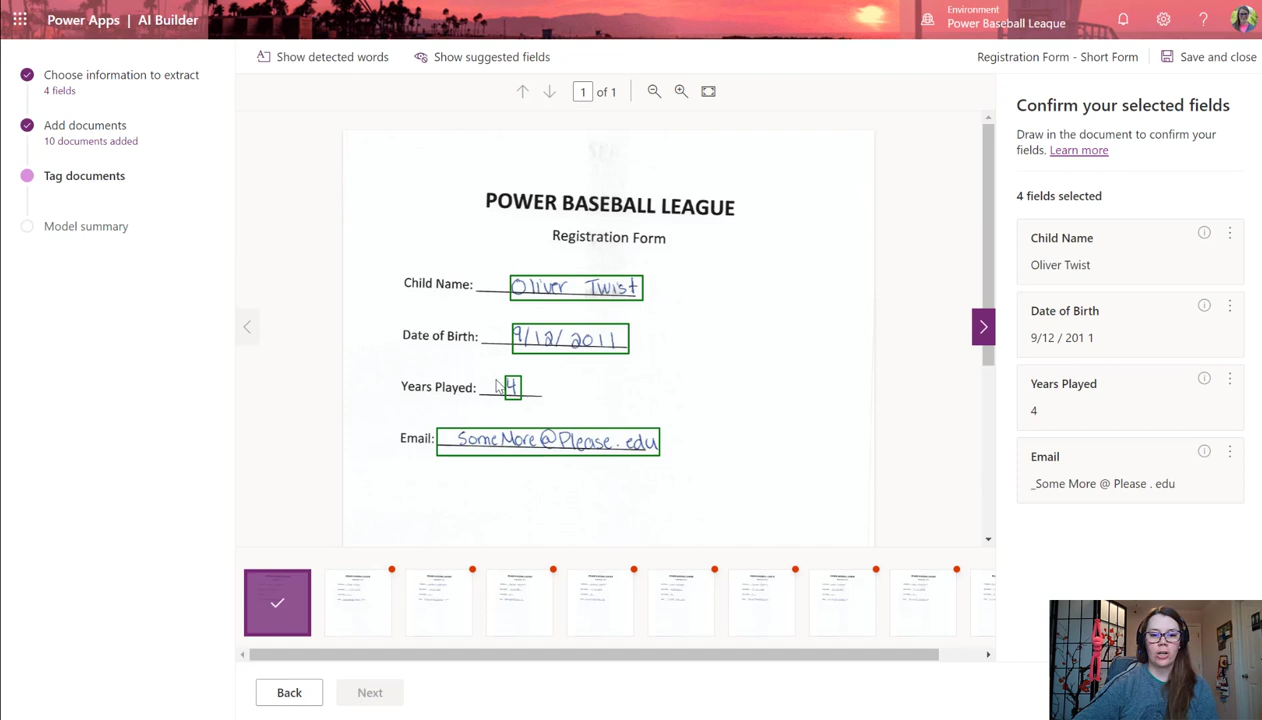 Power Apps | AI Builder
Environment
Power Baseball League
Choose information to extract
4 fields
Add documents
10 documents added
Tag documents
Model summary
Show detected words
Show suggested fields
Registration Form - Short Form
Save and close
1 of 1
POWER BASEBALL LEAGUE
Registration Form
Child Name: Oliver Twist
Date of Birth: 9/12/2011
Years Played: 4
Email: SomeMore@Please.edu
Confirm your selected fields
Draw in the document to confirm your
fields. Learn more
4 fields selected
Child Name
Oliver Twist
Date of Birth
9/12 / 201 1
Years Played
4
Email
_Some More @ Please . edu
Back
Next